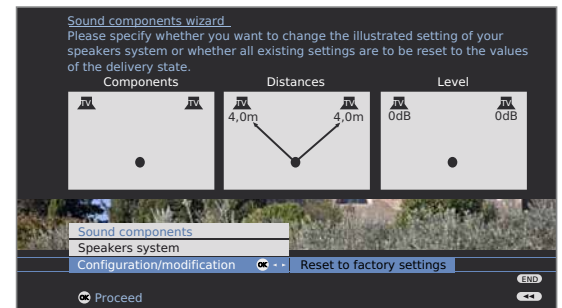 Sound components wizard
Please specify whether you want to change the illustrated setting of your
speakers system or whether all existing settings are to be reset to the values
of the delivery state.
Components Distances Level
TV TV TV TV TV TV
4,0m 4,0m 0dB 0dB
Sound components
Speakers system
Configuration/modification OK - - Reset to factory settings
END
OK Proceed